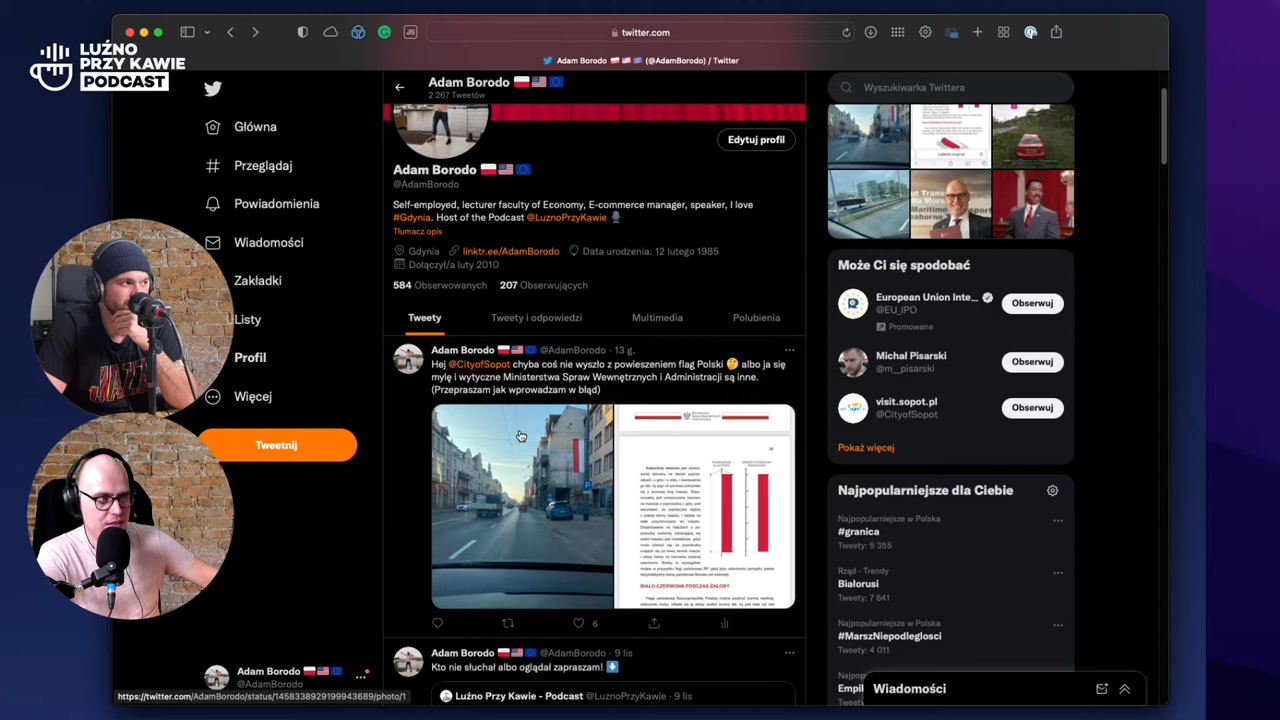 LUŹNO
PRZY KAWIE
PODCAST
twitter.com
Adam Borodo (@AdamBorodo) / Twitter
Adam Borodo
2 267 Tweetów
Główna
Przeglądaj
Powiadomienia
Wiadomości
Zakładki
Listy
Profil
Więcej
Tweetnij
Adam Borodo
@AdamBorodo
https://twitter.com/AdamBorodo/status/1458338929199943689/photo/1
Edytuj profil
Adam Borodo
@AdamBorodo
Self-employed, lecturer faculty of Economy, E-commerce manager, speaker, I love
#Gdynia. Host of the Podcast @LuznoPrzyKawie
Tłumacz opis
Gdynia linktr.ee/AdamBorodo Data urodzenia: 12 lutego 1985
Dołączył/a luty 2010
584 Obserwowanych 207 Obserwujących
Tweety Tweety i odpowiedzi Multimedia Polubienia
Adam Borodo @AdamBorodo · 13 g.
Hej @CityofSopot chyba coś nie wyszło z powieszeniem flag Polski albo ja się
mylę i wytyczne Ministerstwa Spraw Wewnętrznych i Administracji są inne.
(Przepraszam jak wprowadzam w błąd)
BIAŁO-CZERWONA PODCZAS ŻAŁOBY
6
Adam Borodo @AdamBorodo · 9 lis
Kto nie słuchał albo oglądał zapraszam!
Luźno Przy Kawie - Podcast @LuznoPrzyKawie · 9 lis
Wyszukiwarka Twittera
Może Ci się spodobać
European Union Inte...
@EU_IPO
Promowane
Obserwuj
Michał Pisarski
@m__pisarski
Obserwuj
visit.sopot.pl
@CityofSopot
Obserwuj
Pokaż więcej
Najpopularniejsze dla Ciebie
Najpopularniejsze w Polska
#granica
Tweety: 5 355
Rząd · Trendy
Białorusi
Tweety: 7 641
Najpopularniejsze w Polska
#MarszNiepodleglosci
Tweety: 4 011
Wiadomości